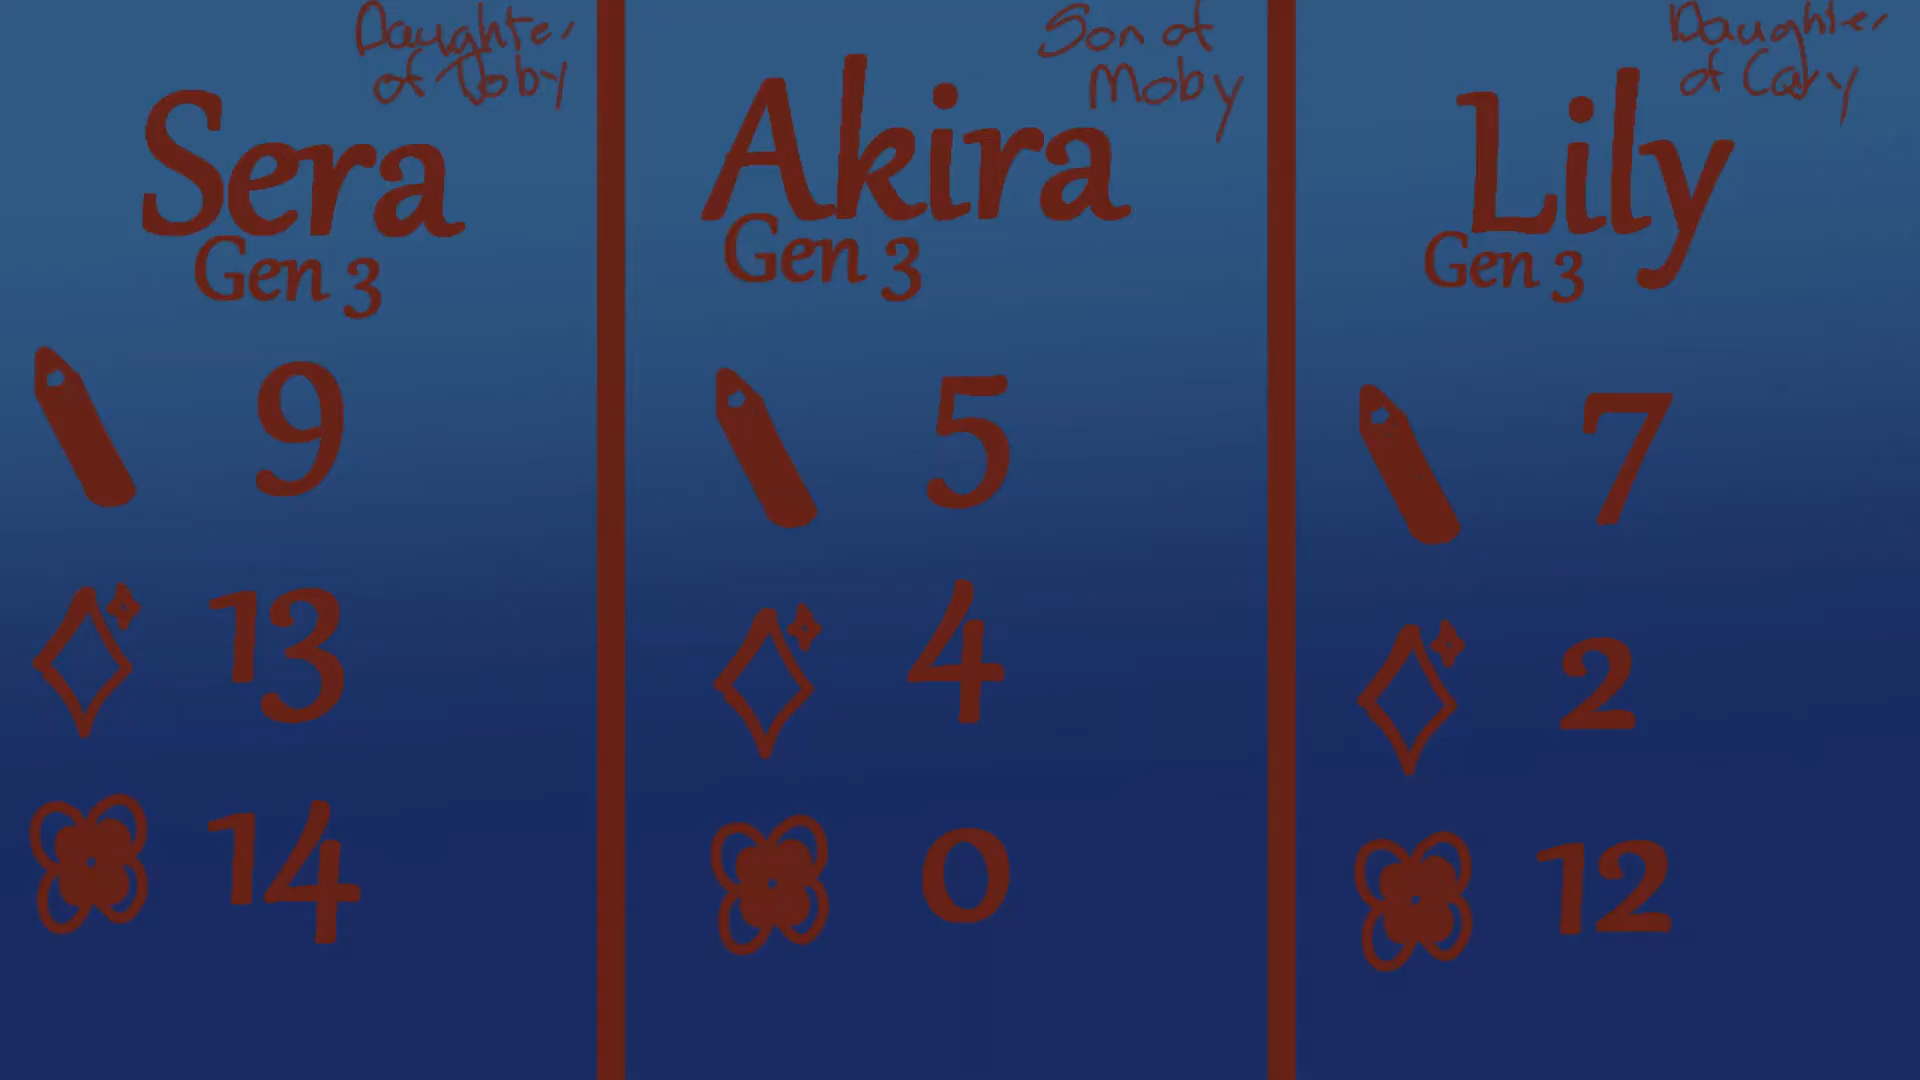 Daughter
of Toby
Sera
Gen 3
9
13
14
Son of
Moby
Akira
Gen 3
5
4
0
Daughter
of Cary
Lily
Gen 3
7
2
12